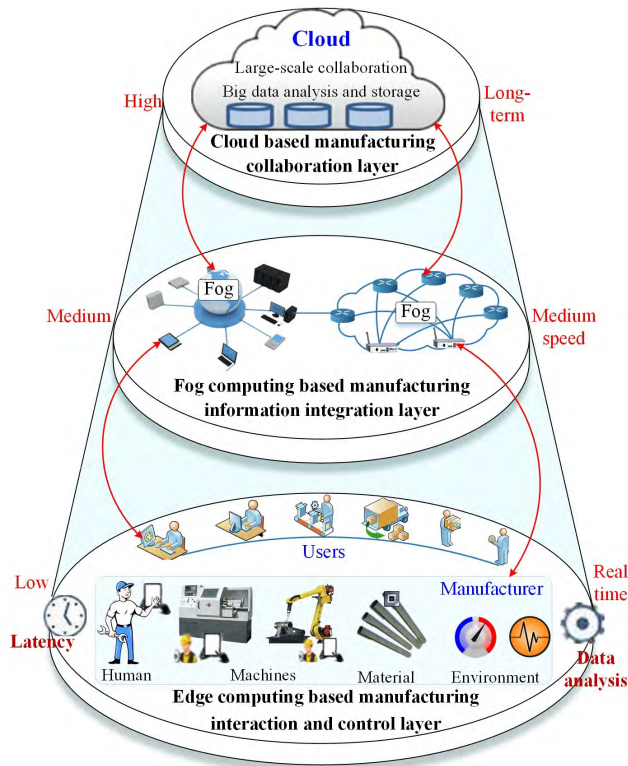 Cloud
Large-scale collaboration
Big data analysis and storage
High
Long-
term
Cloud based manufacturing
collaboration layer
Fog
Fog
Medium
Medium
speed
Fog computing based manufacturing
information integration layer
Users
Low
Latency
Manufacturer
Real
time
Data
analysis
Human
Machines
Material
Environment
Edge computing based manufacturing
interaction and control layer